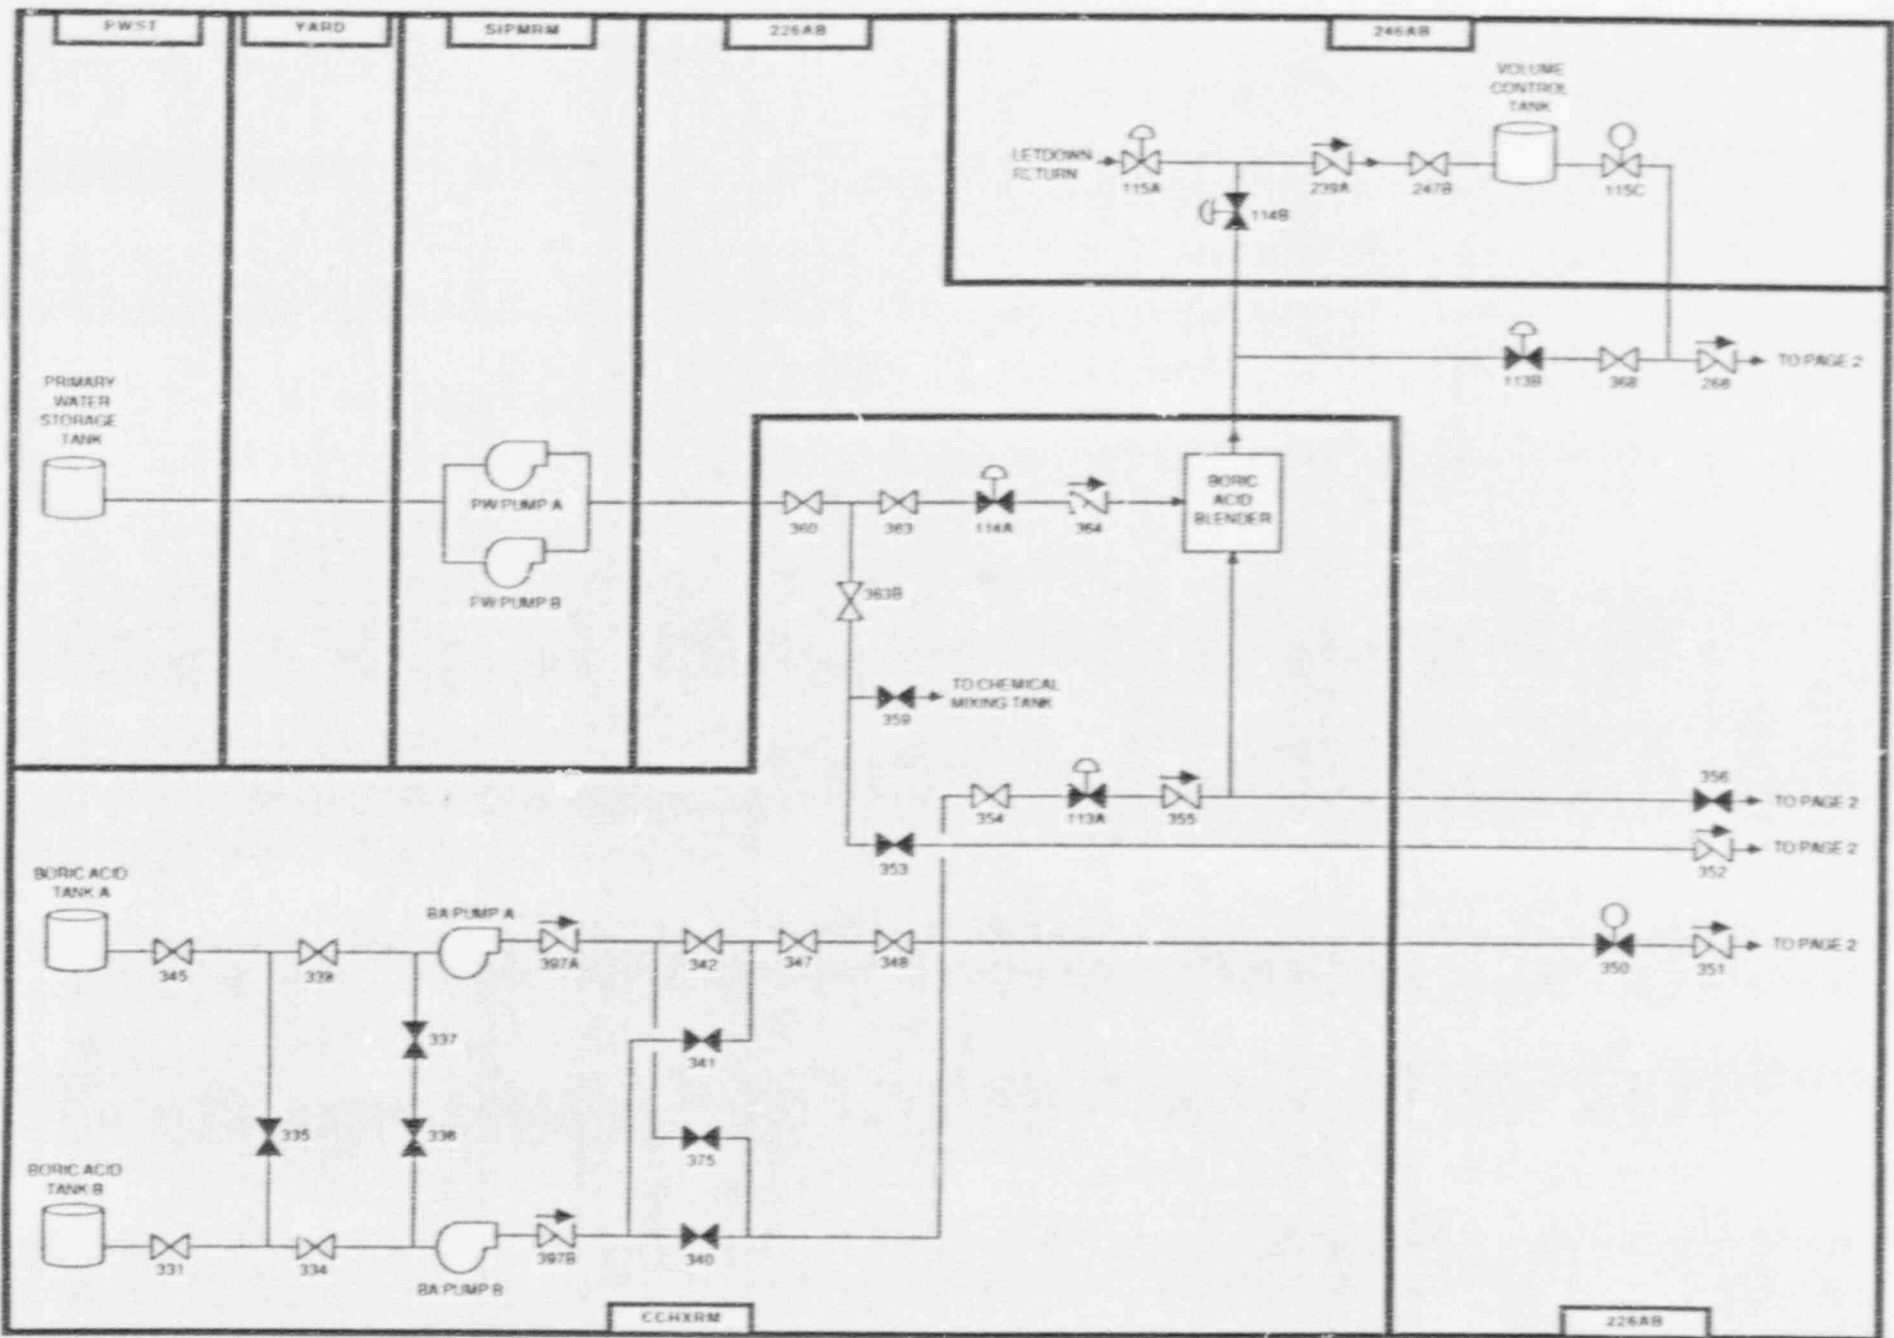 PWST
YARD
SIPMRM
226AB
246AB
VOLUME
CONTROL
TANK
LETDOWN
RETURN
115A
239A
247B
115C
114B
113B
368
268
TO PAGE 2
PRIMARY
WATER
STORAGE
TANK
PW PUMP A
PW PUMP B
360
363
114A
364
BORIC
ACID
BLENDER
363B
TO CHEMICAL
MIXING TANK
359
354
113A
355
356
TO PAGE 2
353
352
TO PAGE 2
BORIC ACID
TANK A
345
339
BA PUMP A
397A
342
347
348
350
351
TO PAGE 2
337
341
335
336
375
BORIC ACID
TANK B
331
334
BA PUMP B
397B
340
CCHXRM
226AB